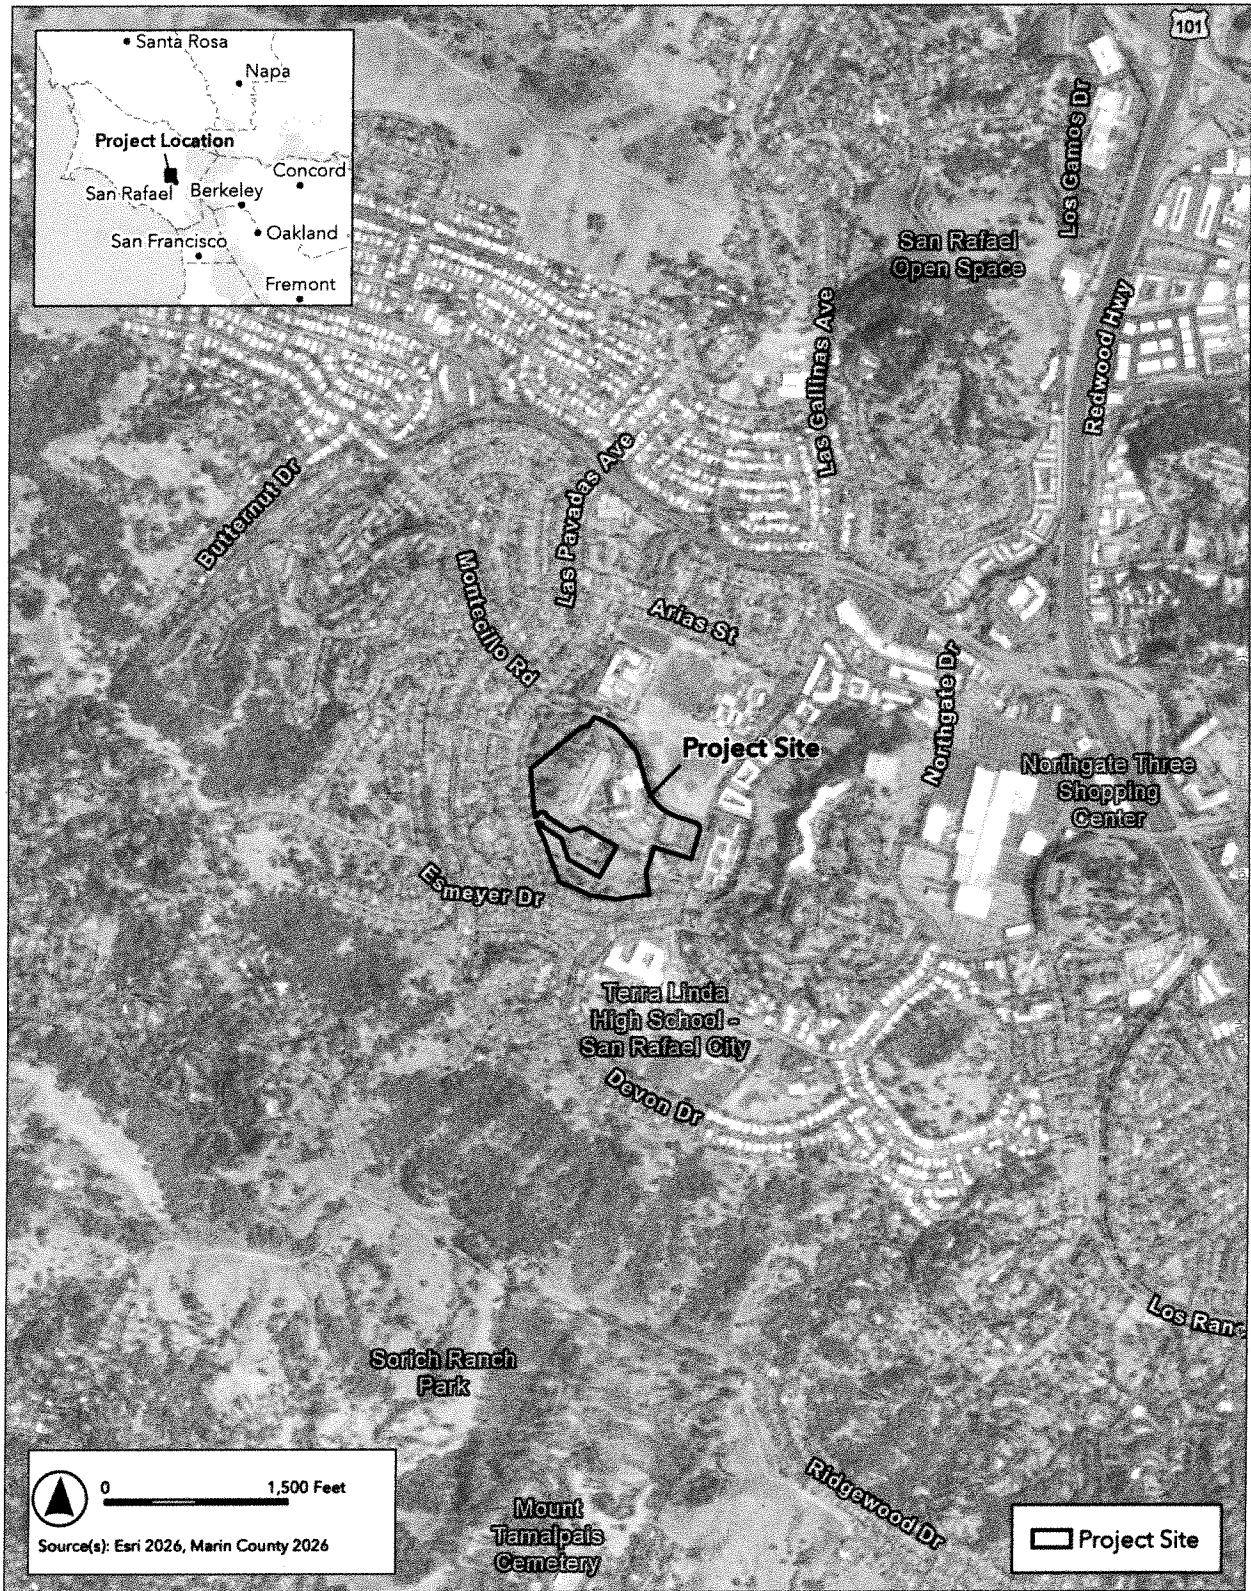 101
Santa Rosa
Napa
Project Location
Concord
San Rafael
Berkeley
Oakland
San Francisco
Fremont
Los Gamos Dr
San Rafael
Open Space
Redwood Hwy
Las Gallinas Ave
Butternut Dr
Las Pavadas Ave
Montecillo Rd
Arias St
Northgate Dr
Project Site
Northgate Three
Shopping
Center
Esmeyer Dr
Terra Linda
High School -
San Rafael City
Devon Dr
Los Ranc
Sorich Ranch
Park
Ridgewood Dr
Mount
Tamalpais
Cemetery
0 1,500 Feet
Source(s): Esri 2026, Marin County 2026
Project Site